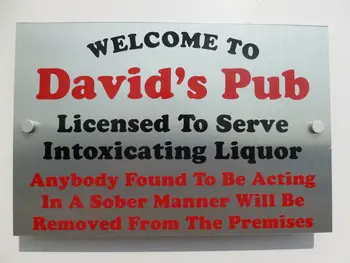 WELCOME TO
David's Pub
Licensed To Serve
Intoxicating Liquor
Anybody Found To Be Acting
In A Sober Manner Will Be
Removed From The Premises